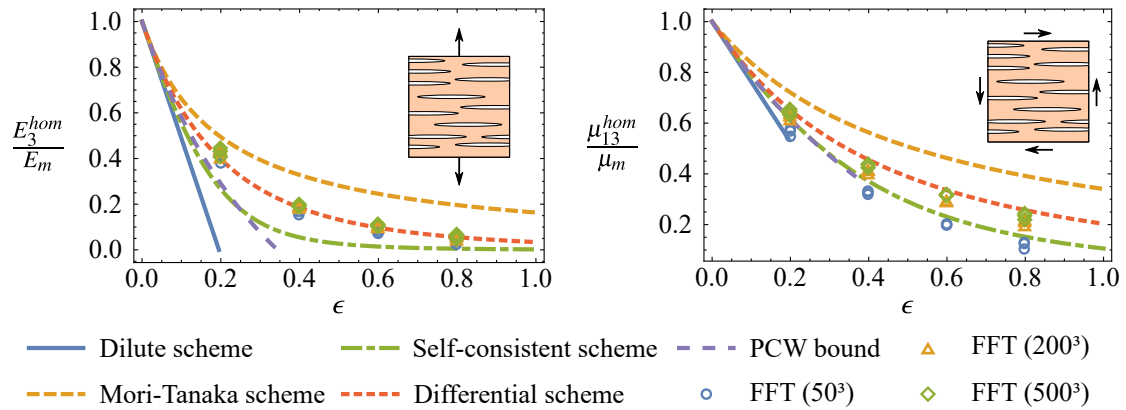 1.0
0.8
0.6
0.4
0.2
0.0
E_3^{hom}
E_m
0.0 0.2 0.4 0.6 0.8 1.0
ϵ
1.0
0.8
0.6
0.4
0.2
μ_{13}^{hom}
μ_m
0.0 0.2 0.4 0.6 0.8 1.0
ϵ
Dilute scheme Self-consistent scheme PCW bound FFT (200³)
Mori-Tanaka scheme Differential scheme FFT (50³) FFT (500³)